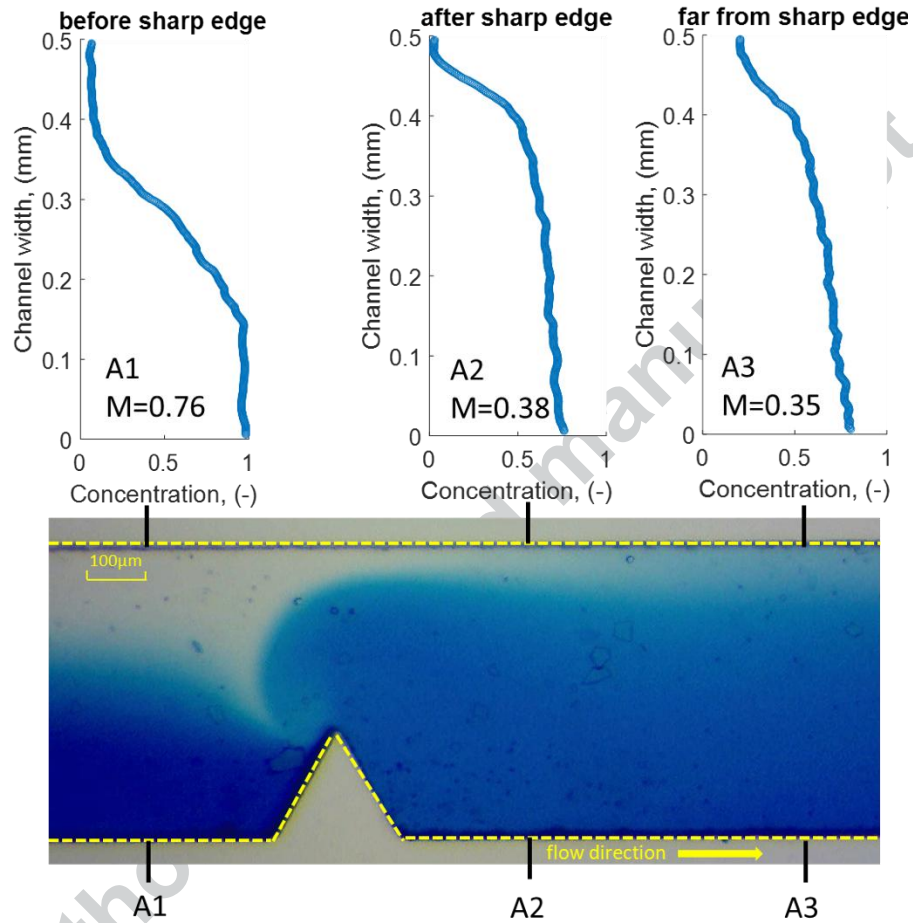 before sharp edge
0.5
0.4
0.3
0.2
0.1
0
Channel width, (mm)
A1
M=0.76
0
0.5
1
Concentration, (-)
after sharp edge
0.5
0.4
0.3
0.2
0.1
0
Channel width, (mm)
A2
M=0.38
0
0.5
1
Concentration, (-)
far from sharp edge
0.5
0.4
0.3
0.2
0.1
0
Channel width, (mm)
A3
M=0.35
0
0.5
1
Concentration, (-)
100µm
flow direction
A1
A2
A3